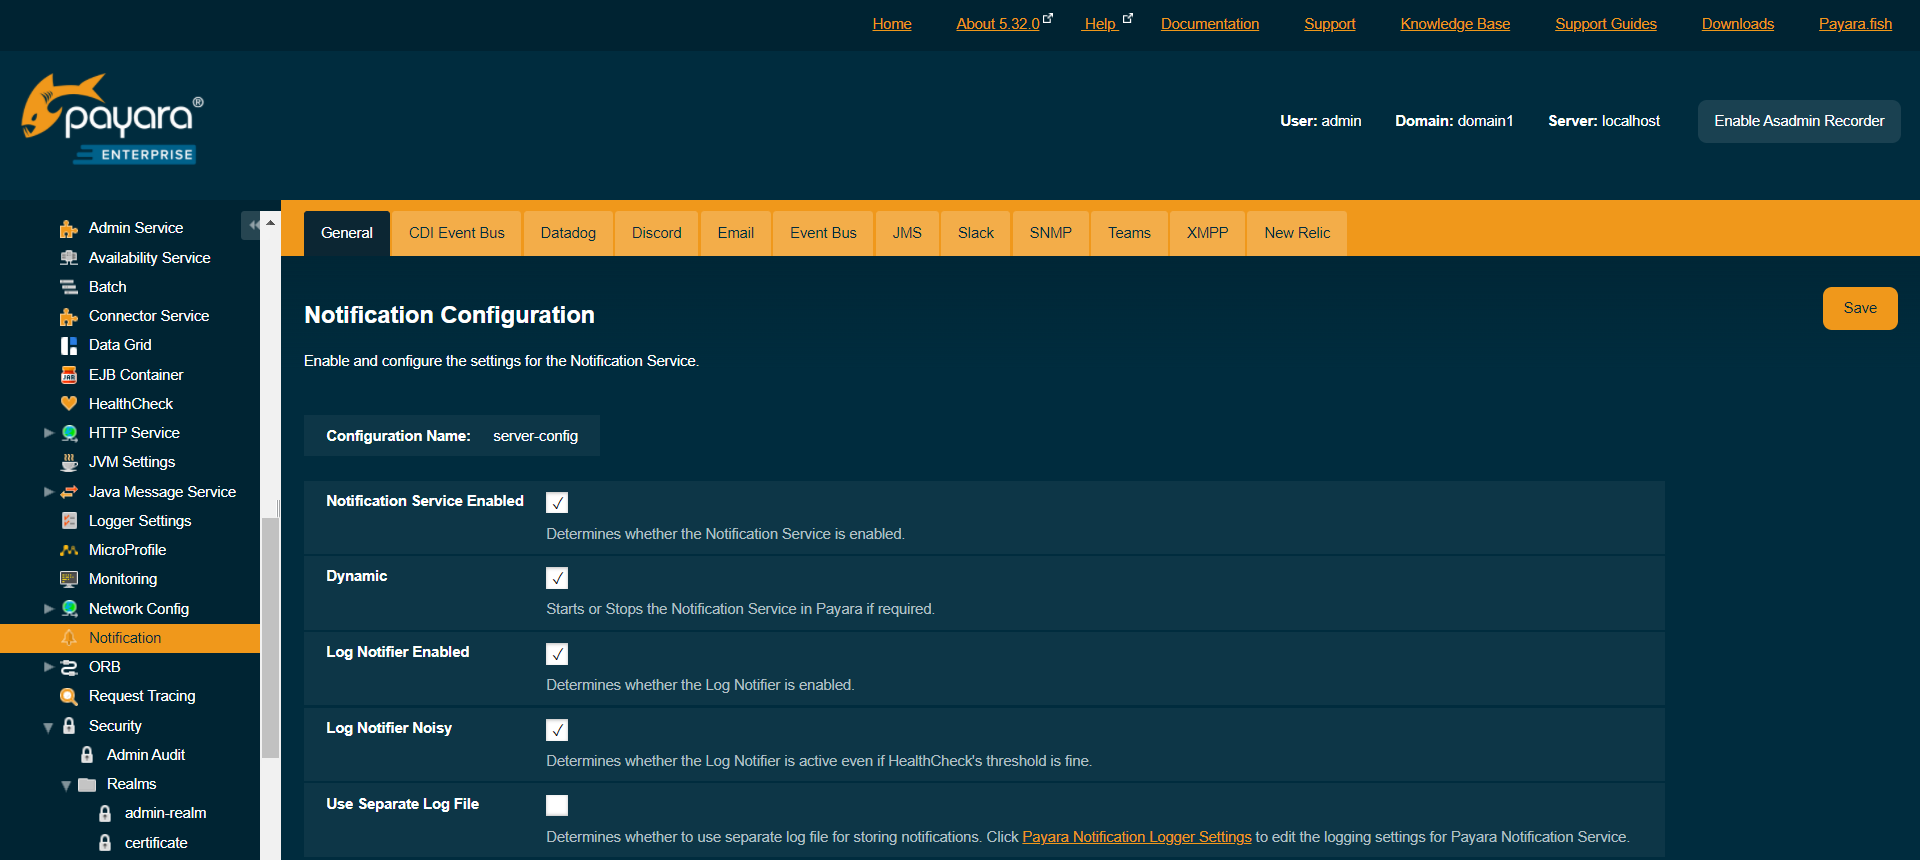 Home About 5.32.0 Help Documentation Support Knowledge Base Support Guides Downloads Payara.fish
payara®
ENTERPRISE
User: admin Domain: domain1 Server: localhost Enable Asadmin Recorder
General CDI Event Bus Datadog Discord Email Event Bus JMS Slack SNMP Teams XMPP New Relic
Admin Service
Availability Service
Batch
Connector Service
Data Grid
EJB Container
HealthCheck
HTTP Service
JVM Settings
Java Message Service
Logger Settings
MicroProfile
Monitoring
Network Config
Notification
ORB
Request Tracing
Security
Admin Audit
Realms
admin-realm
certificate
Notification Configuration
Save
Enable and configure the settings for the Notification Service.
Configuration Name: server-config
Notification Service Enabled
Determines whether the Notification Service is enabled.
Dynamic
Starts or Stops the Notification Service in Payara if required.
Log Notifier Enabled
Determines whether the Log Notifier is enabled.
Log Notifier Noisy
Determines whether the Log Notifier is active even if HealthCheck's threshold is fine.
Use Separate Log File
Determines whether to use separate log file for storing notifications. Click Payara Notification Logger Settings to edit the logging settings for Payara Notification Service.